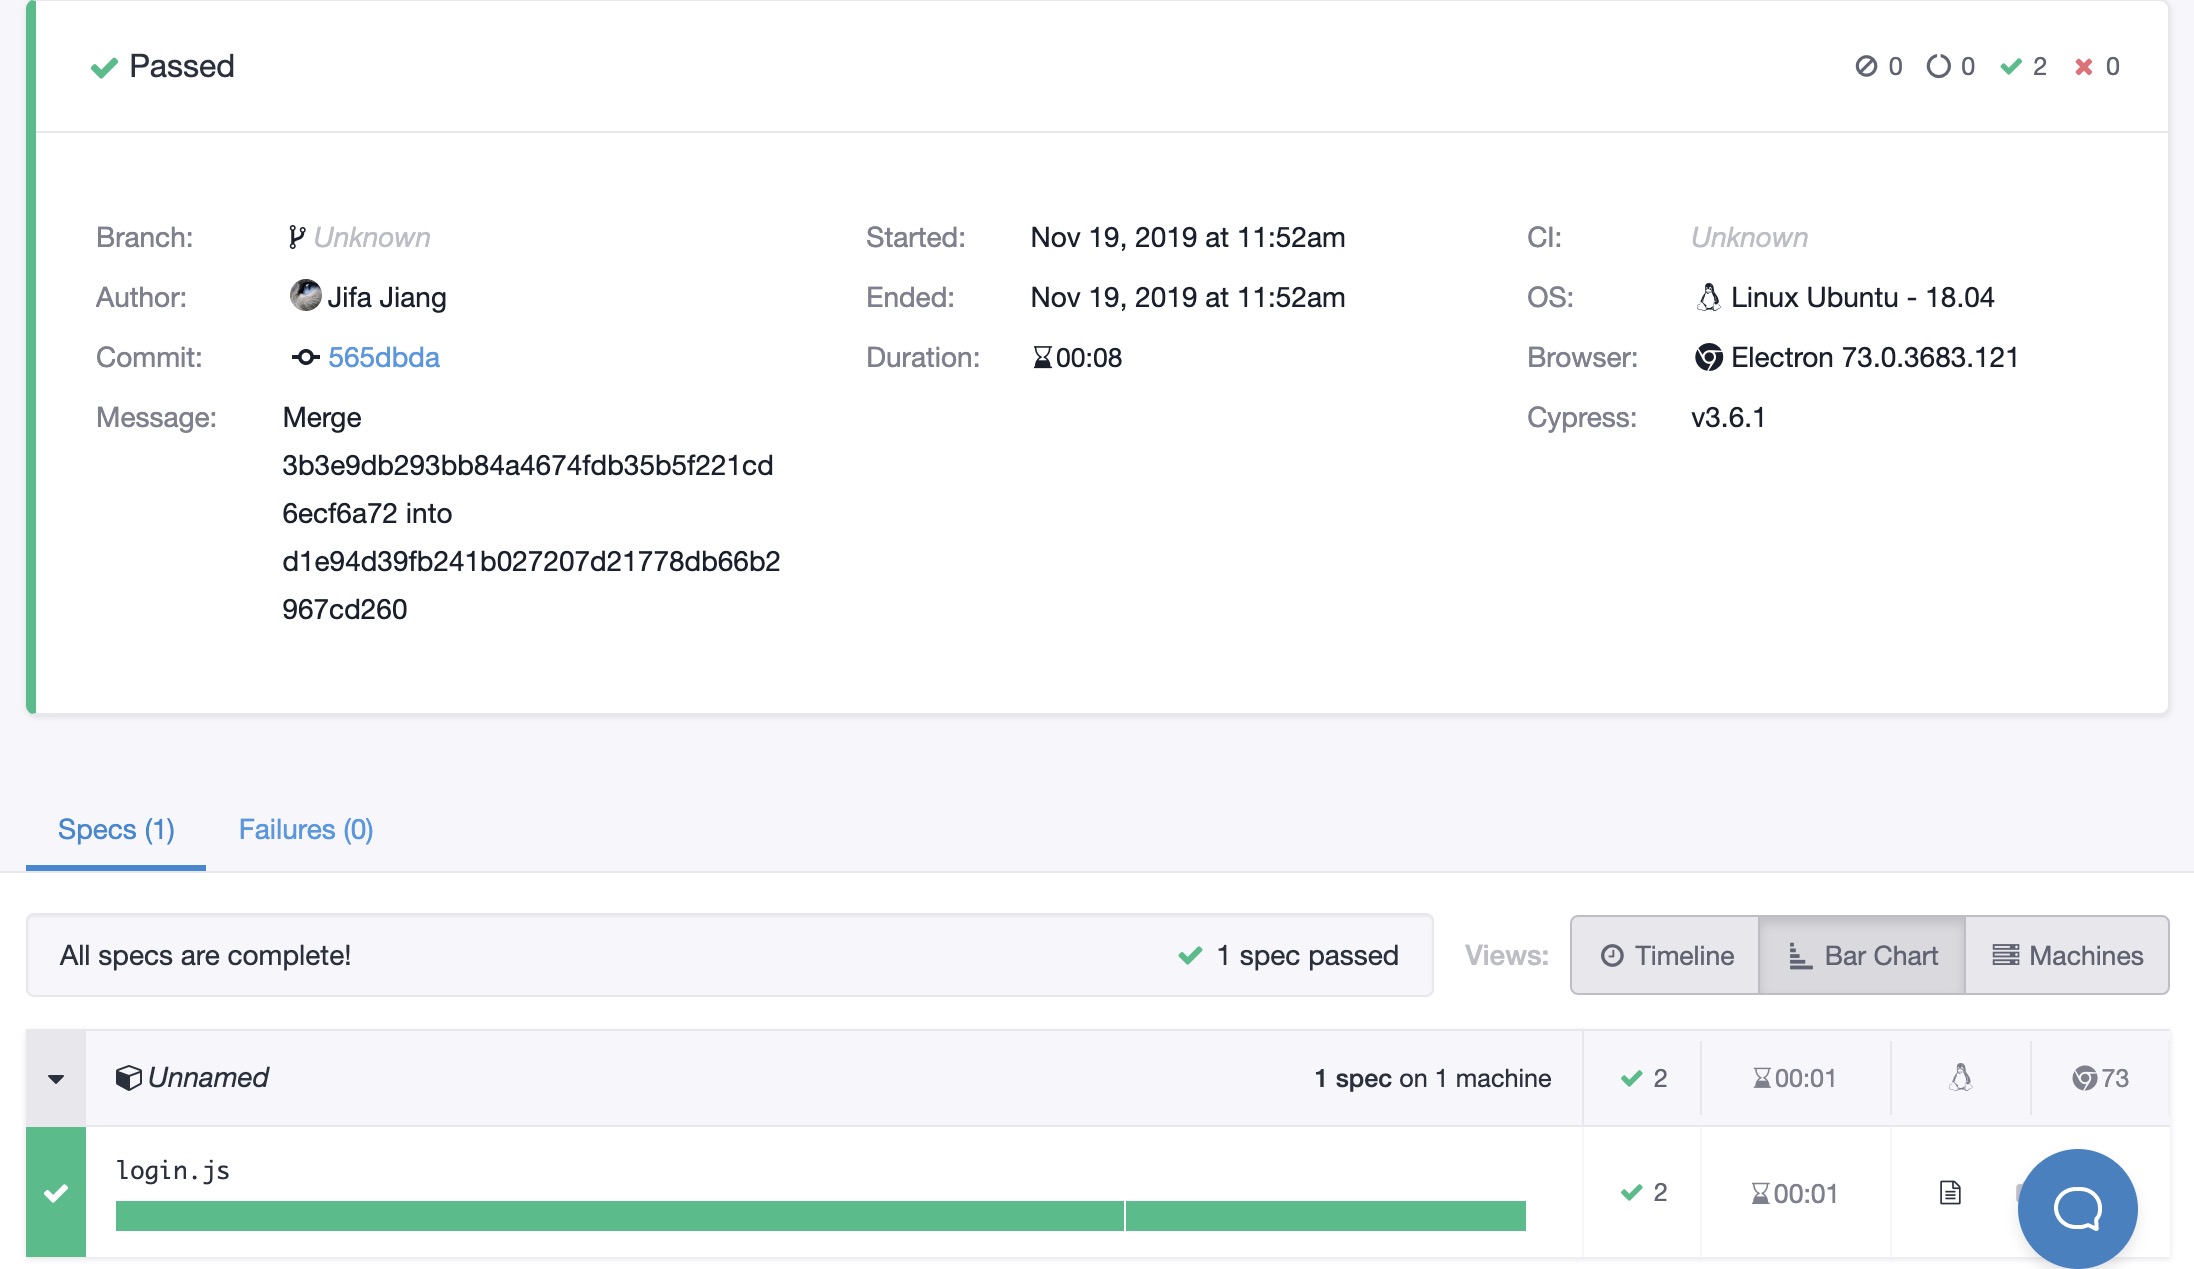 Passed
0 0 2 0
Branch: Unknown
Author: Jifa Jiang
Commit: 565dbda
Message: Merge
3b3e9db293bb84a4674fdb35b5f221cd
6ecf6a72 into
d1e94d39fb241b027207d21778db66b2
967cd260
Started: Nov 19, 2019 at 11:52am
Ended: Nov 19, 2019 at 11:52am
Duration: 00:08
CI: Unknown
OS: Linux Ubuntu - 18.04
Browser: Electron 73.0.3683.121
Cypress: v3.6.1
Specs (1) Failures (0)
All specs are complete! 1 spec passed
Views: Timeline Bar Chart Machines
Unnamed 1 spec on 1 machine 2 00:01 73
login.js
2 00:01